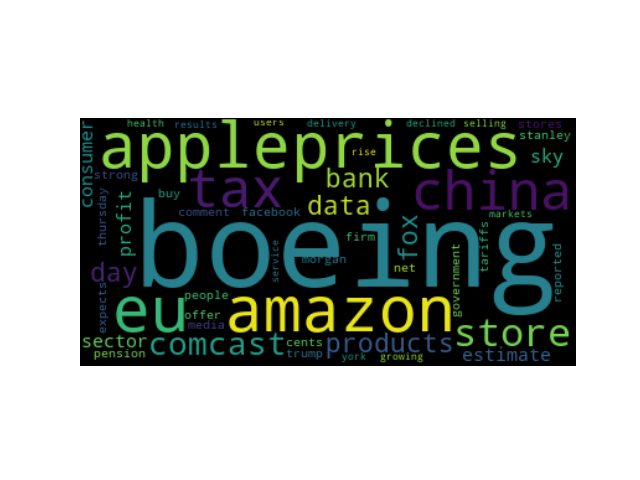 health results users delivery declined selling stores
consumer apple prices stanley
rise sky
strong tax bank china
thursday profit buy data
comment facebook fox markets
boeing
firm tariffs
day service morgan net government reported
expects eu people amazon
offer
media store
sector comcast cents products estimate
pension trump york growing